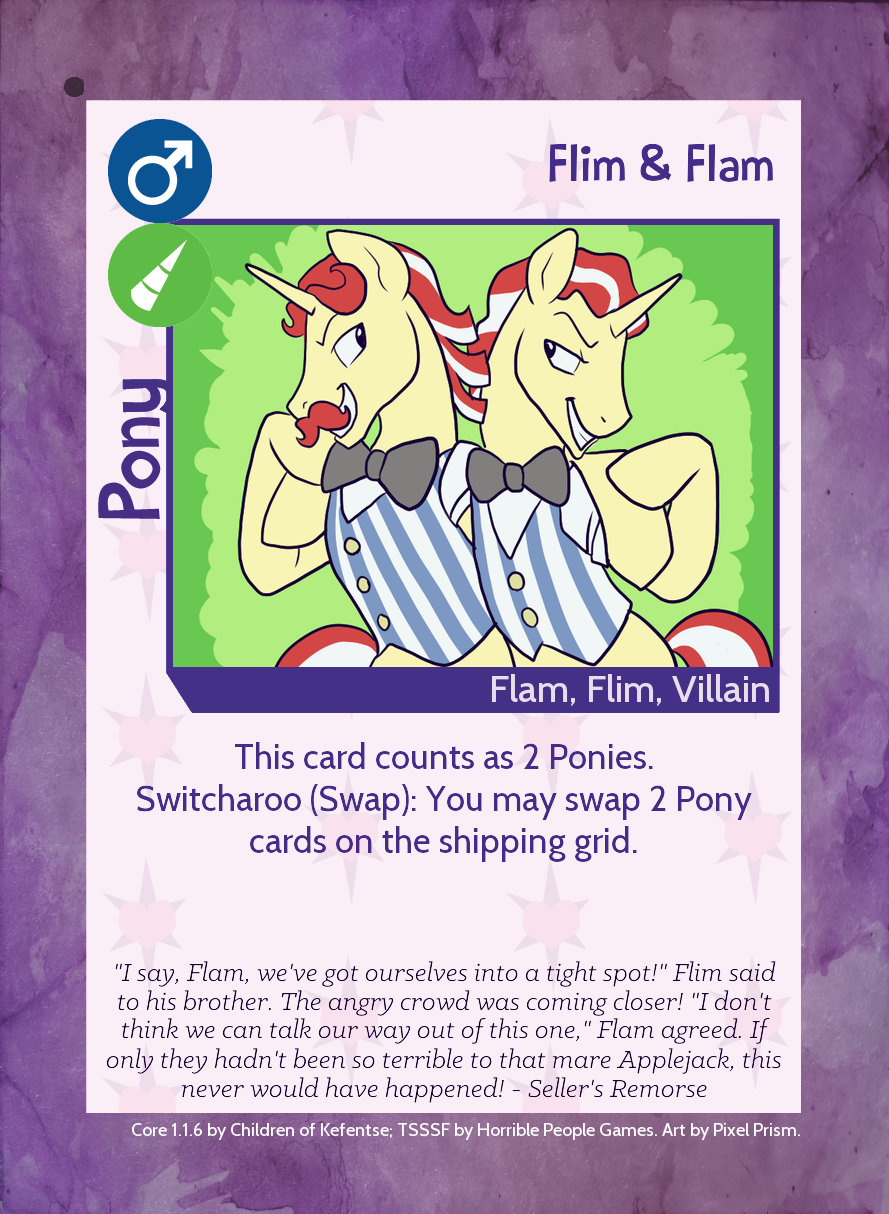 Flim & Flam
Pony
Flam, Flim, Villain
This card counts as 2 Ponies.
Switcharoo (Swap): You may swap 2 Pony
cards on the shipping grid.
"I say, Flam, we've got ourselves into a tight spot!" Flim said
to his brother. The angry crowd was coming closer! "I don't
think we can talk our way out of this one," Flam agreed. If
only they hadn't been so terrible to that mare Applejack, this
never would have happened! - Seller's Remorse
Core 1.1.6 by Children of Kefentse; TSSSF by Horrible People Games. Art by Pixel Prism.